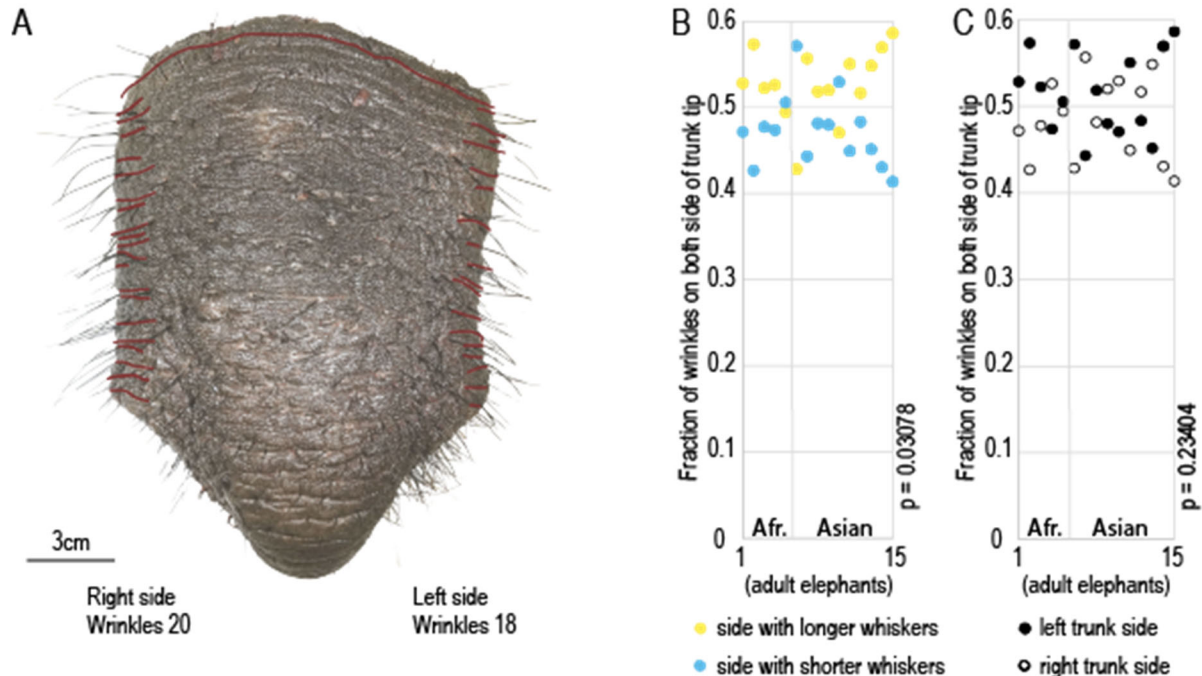 A
3cm
Right side
Wrinkles 20
Left side
Wrinkles 18
B
Fraction of wrinkles on both side of trunk tip
0.6
0.5
0.4
0.3
0.2
0.1
0
Afr.
Asian
p = 0.03078
1
15
(adult elephants)
side with longer whiskers
side with shorter whiskers
C
Fraction of wrinkles on both side of trunk tip
0.6
0.5
0.4
0.3
0.2
0.1
0
Afr.
Asian
p = 0.23404
1
15
(adult elephants)
left trunk side
right trunk side